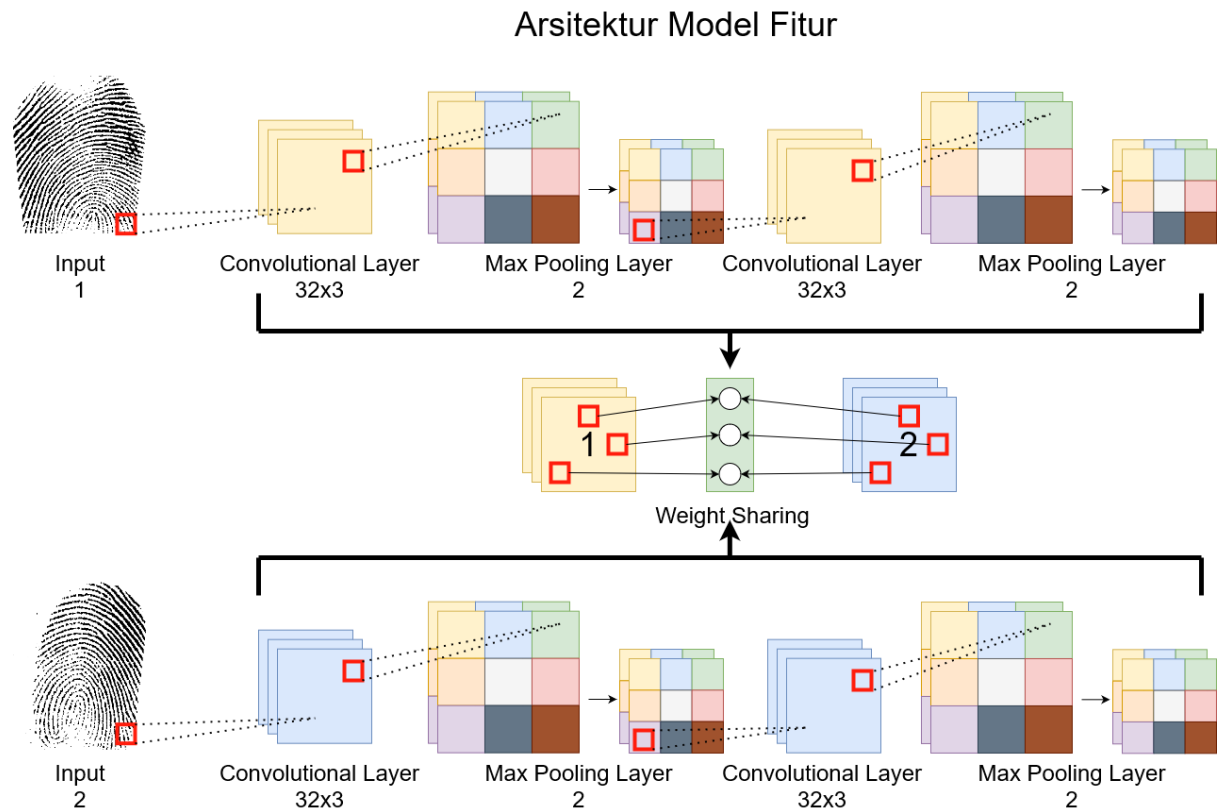 Arsitektur Model Fitur
Input
1
Convolutional Layer
32x3
Max Pooling Layer
2
Convolutional Layer
32x3
Max Pooling Layer
2
1
2
Weight Sharing
Input
2
Convolutional Layer
32x3
Max Pooling Layer
2
Convolutional Layer
32x3
Max Pooling Layer
2